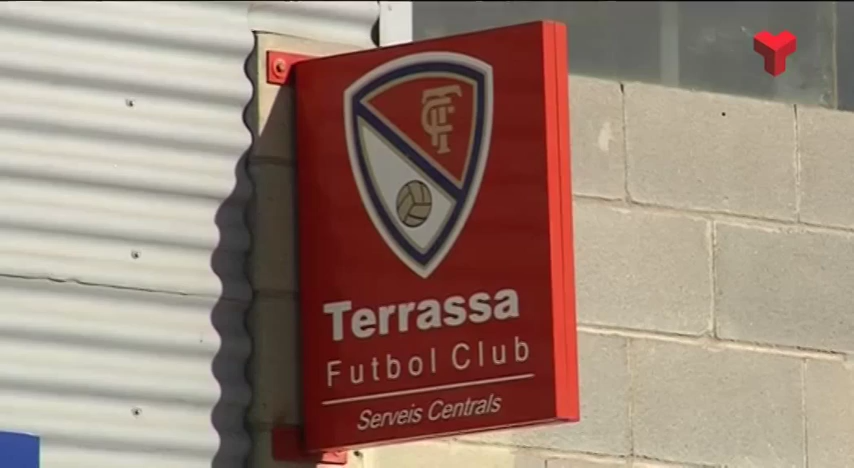 TFC
Terrassa
Futbol Club
Serveis Centrals